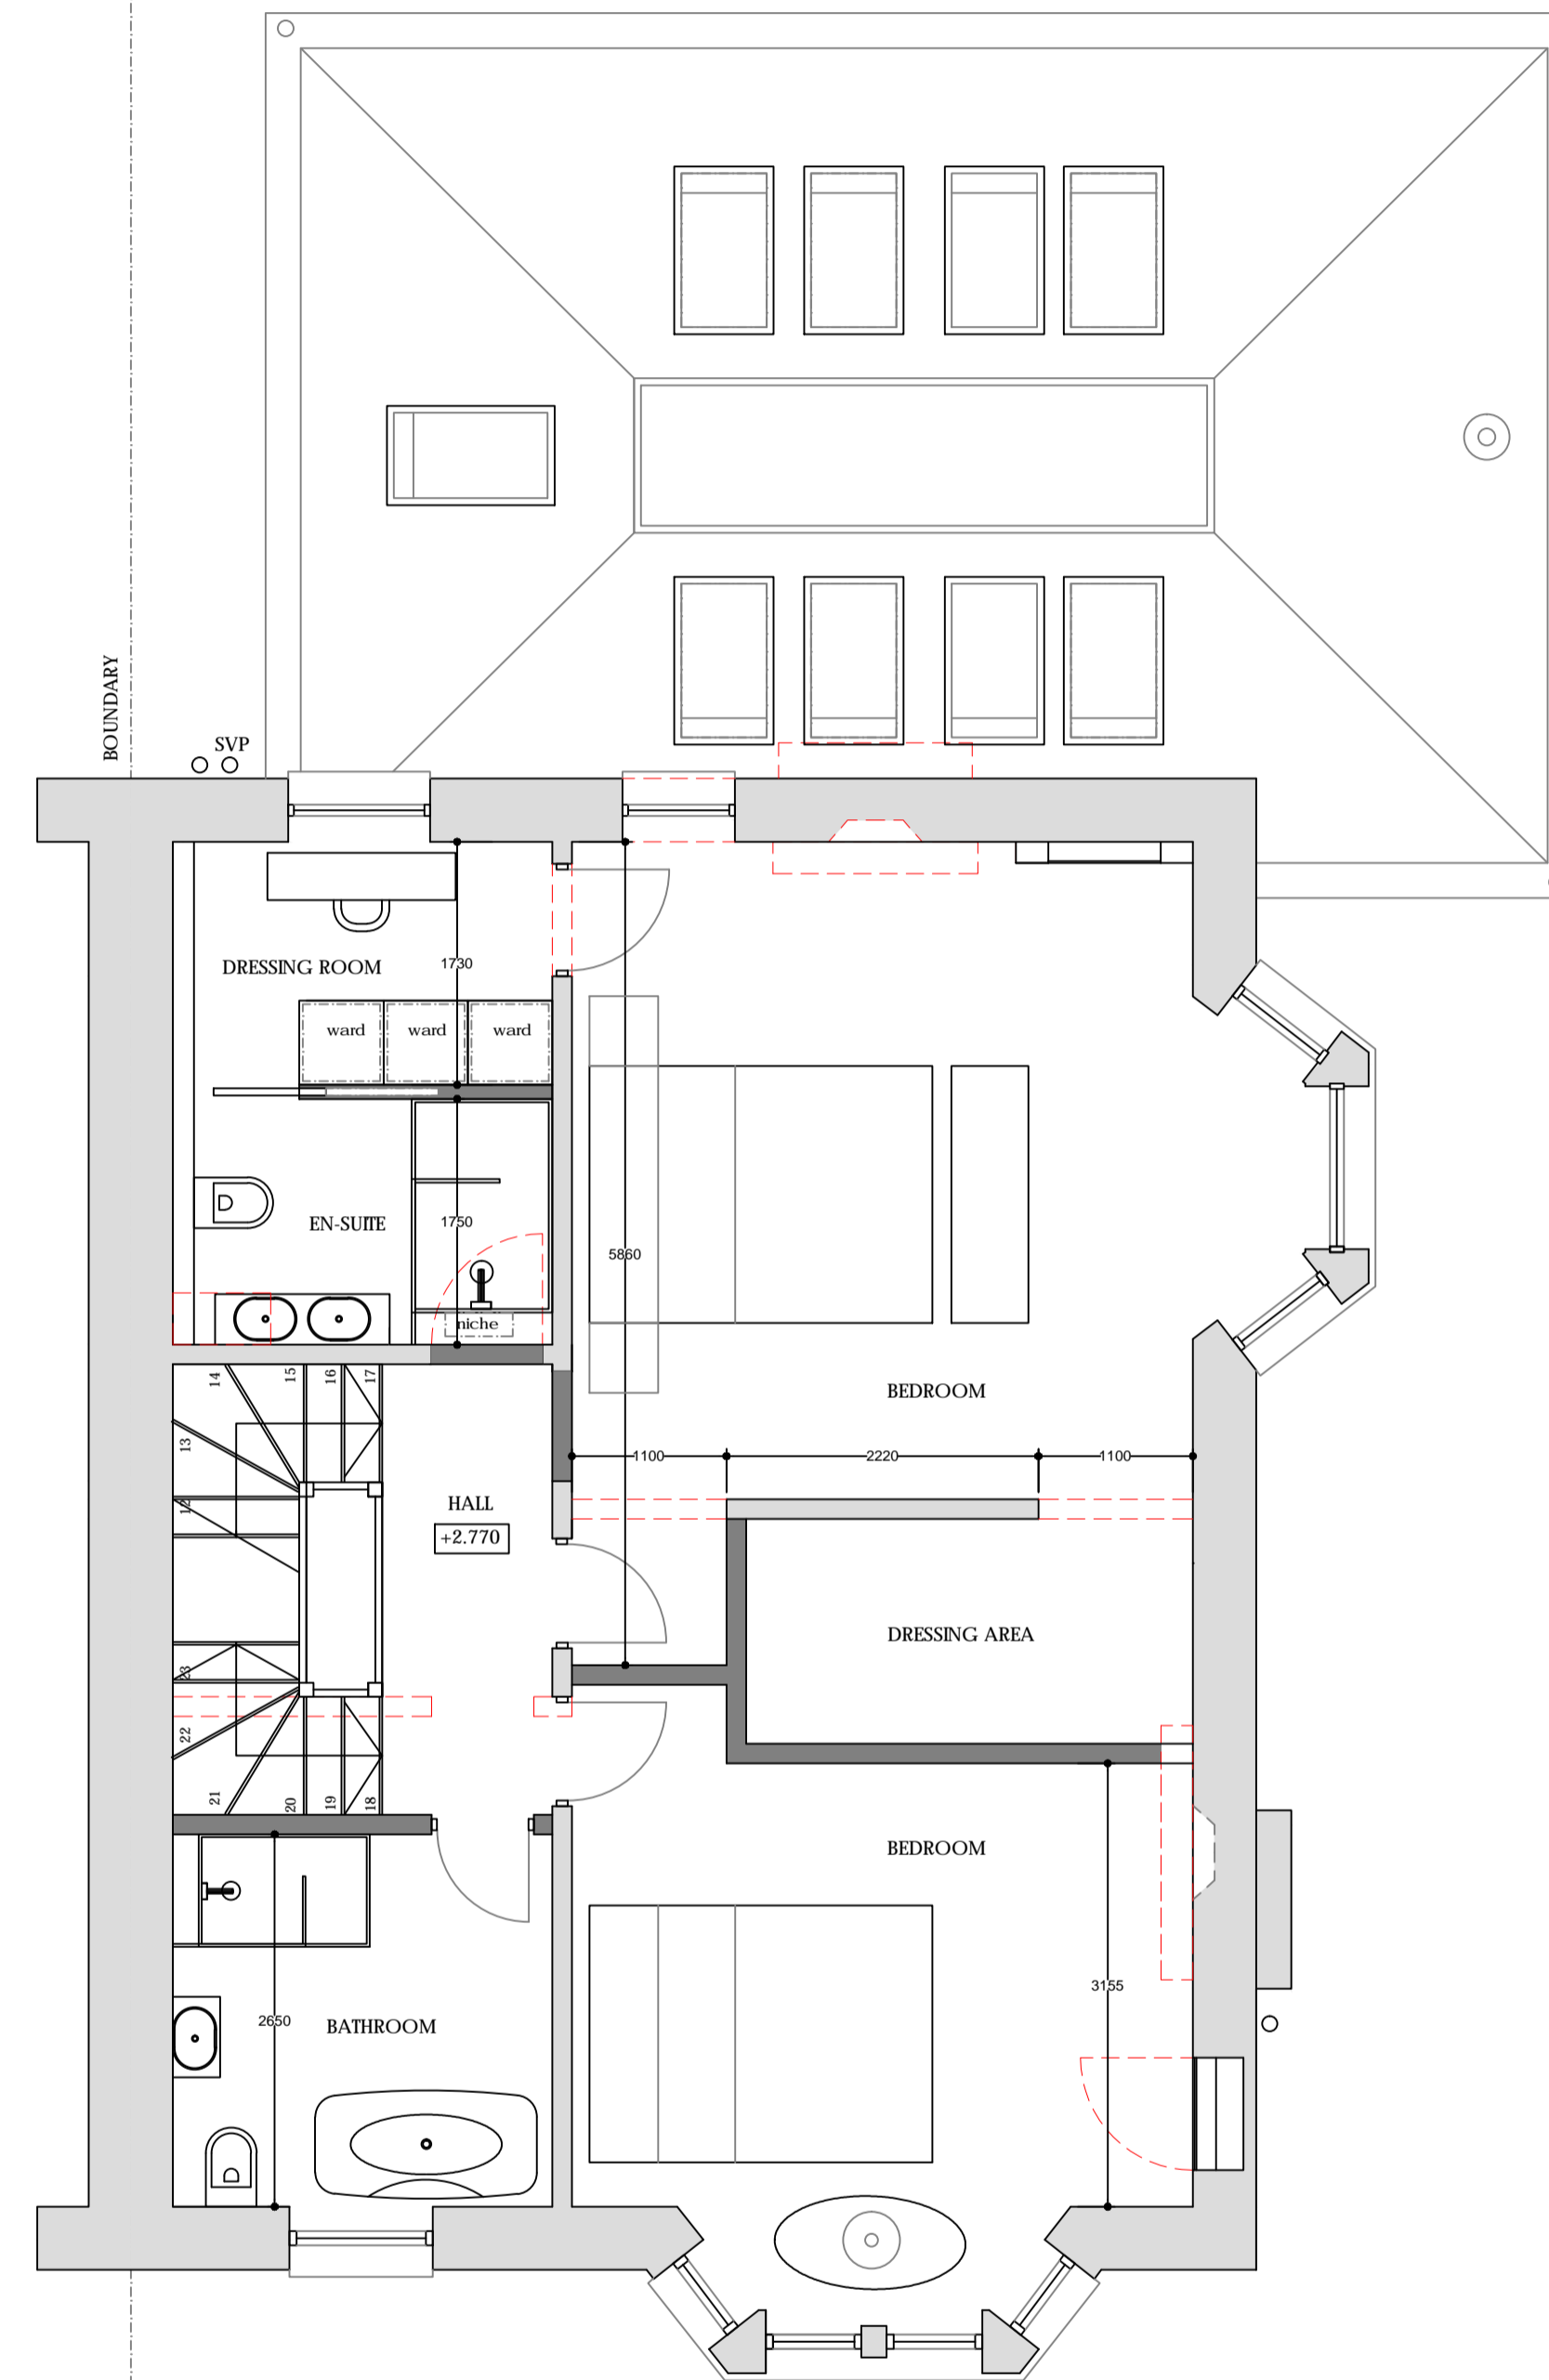 BOUNDARY
SVP
DRESSING ROOM
1730
ward ward ward
EN-SUITE
1750
5860
niche
BEDROOM
14
15
16
17
13
12
1100
2220
1100
HALL
+2.770
DRESSING AREA
23
22
21
20
19
18
BEDROOM
3155
2650
BATHROOM